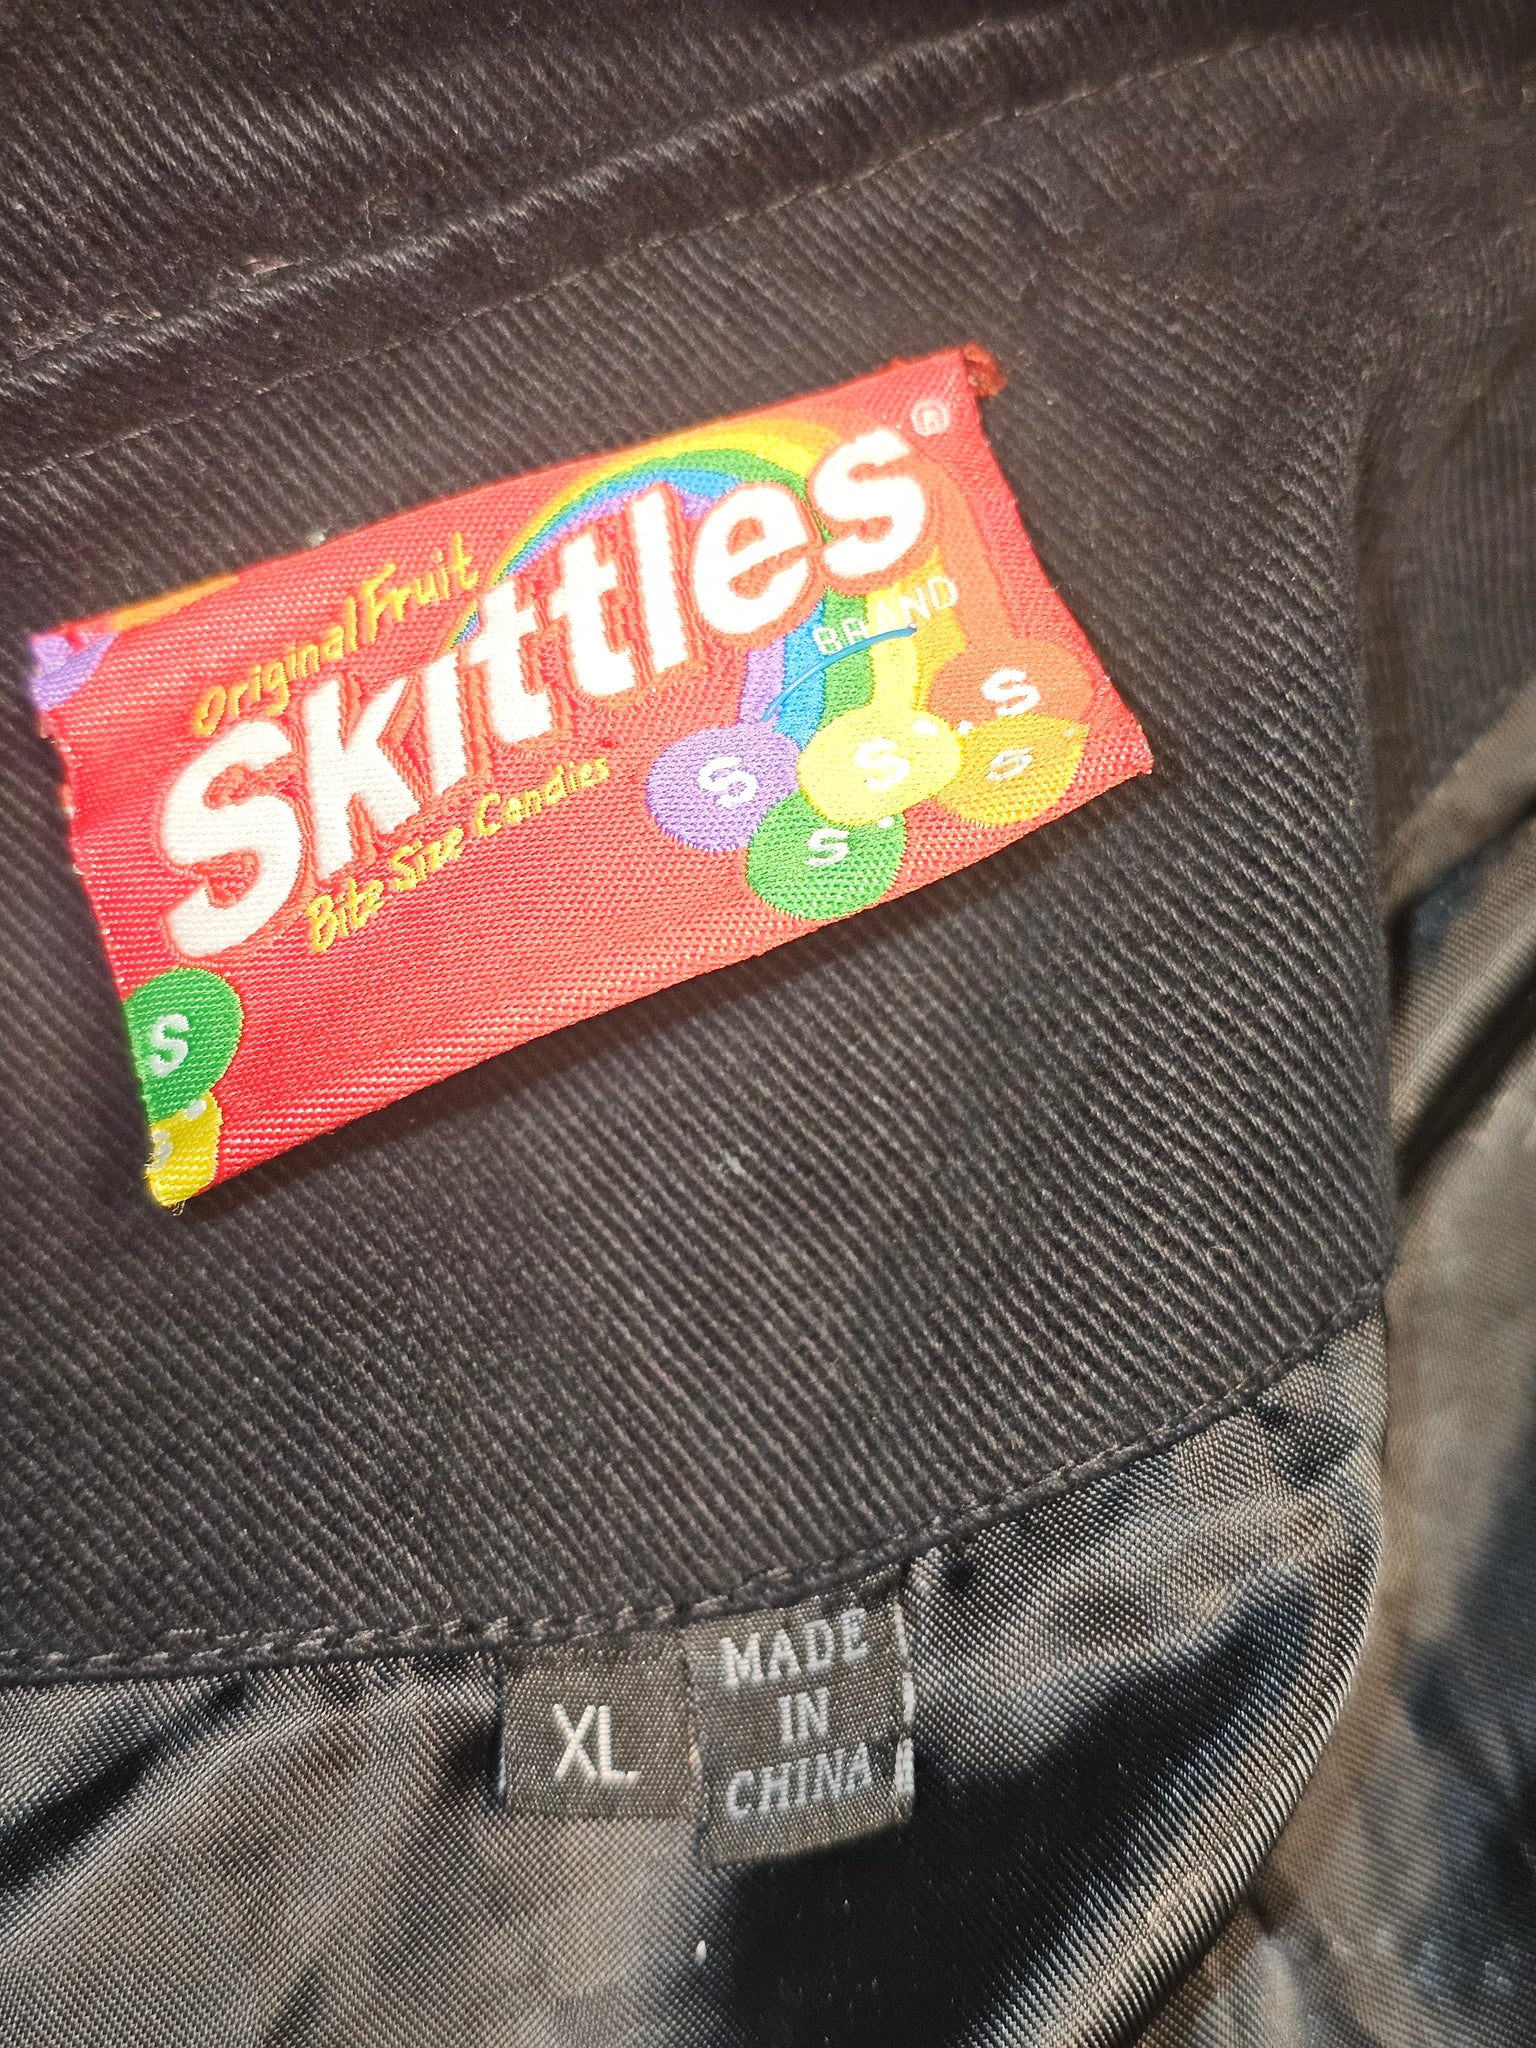 Original Fruit
Skittles®
BRAND
Bite Size Candies
S
S
S
S
S
S
S
XL
MADE
IN
CHINA